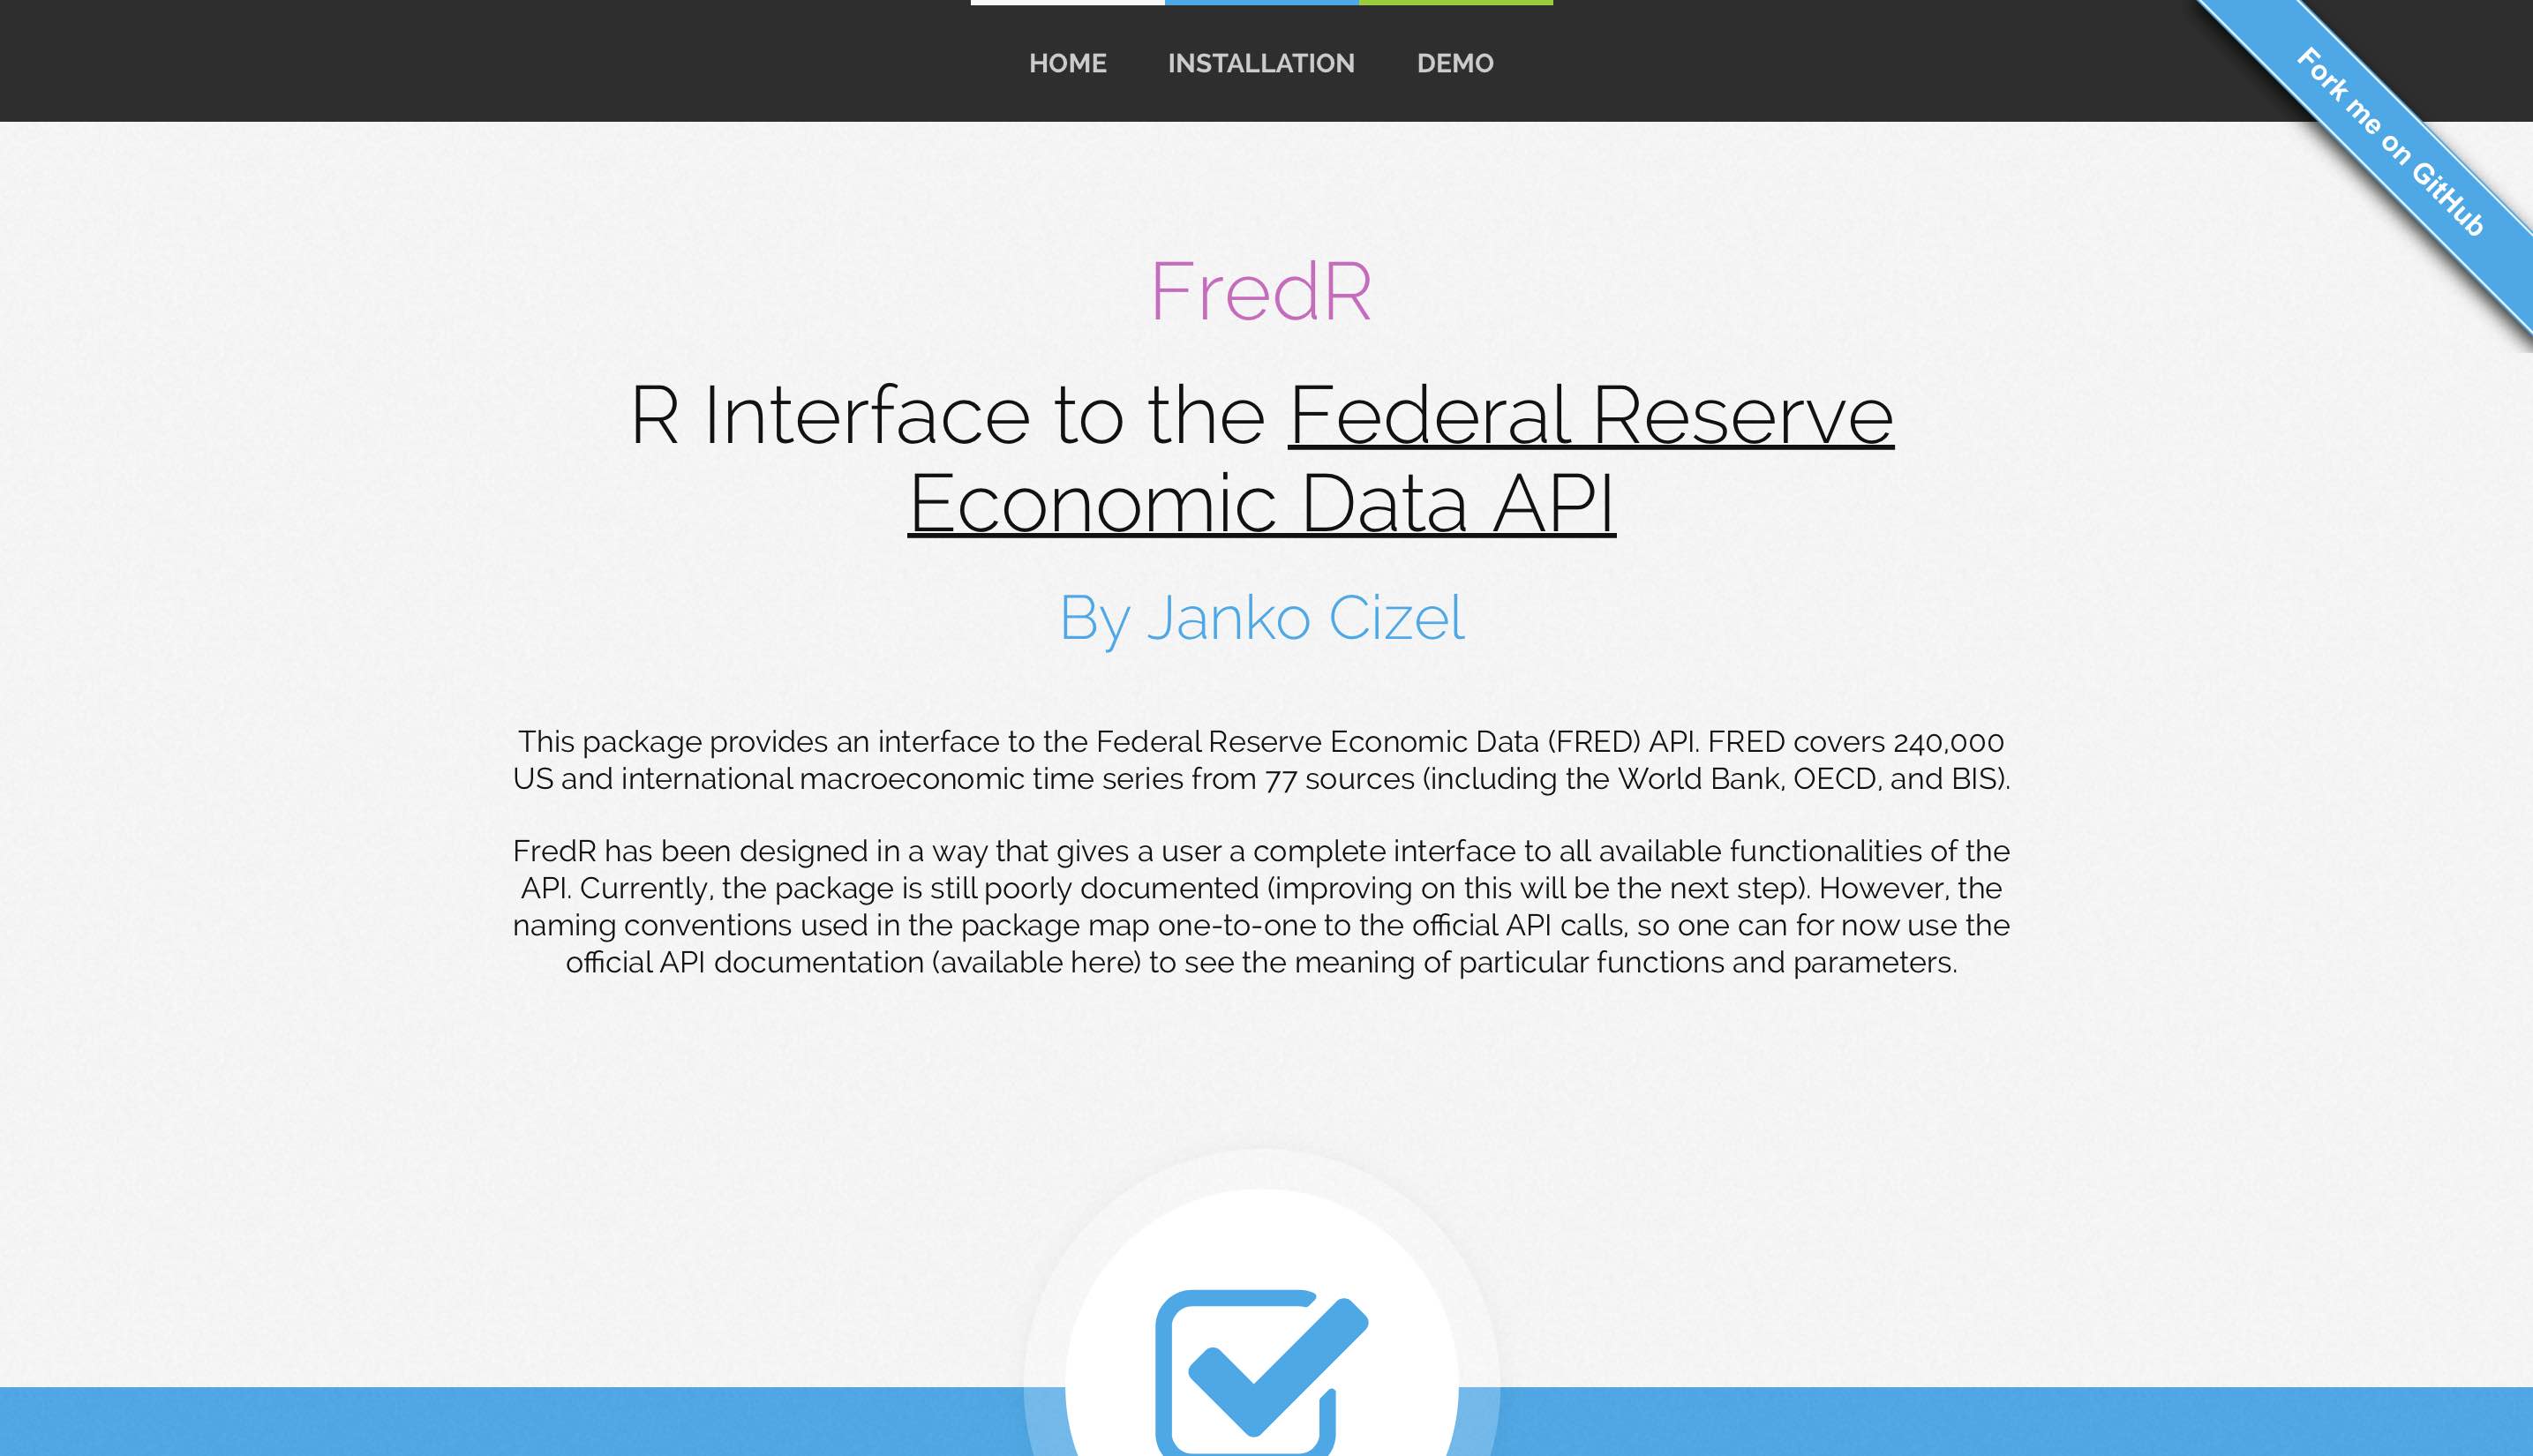 HOME INSTALLATION DEMO
Fork me on GitHub
FredR
R Interface to the Federal Reserve
Economic Data API
By Janko Cizel
This package provides an interface to the Federal Reserve Economic Data (FRED) API. FRED covers 240,000
US and international macroeconomic time series from 77 sources (including the World Bank, OECD, and BIS).
FredR has been designed in a way that gives a user a complete interface to all available functionalities of the
API. Currently, the package is still poorly documented (improving on this will be the next step). However, the
naming conventions used in the package map one-to-one to the official API calls, so one can for now use the
official API documentation (available here) to see the meaning of particular functions and parameters.